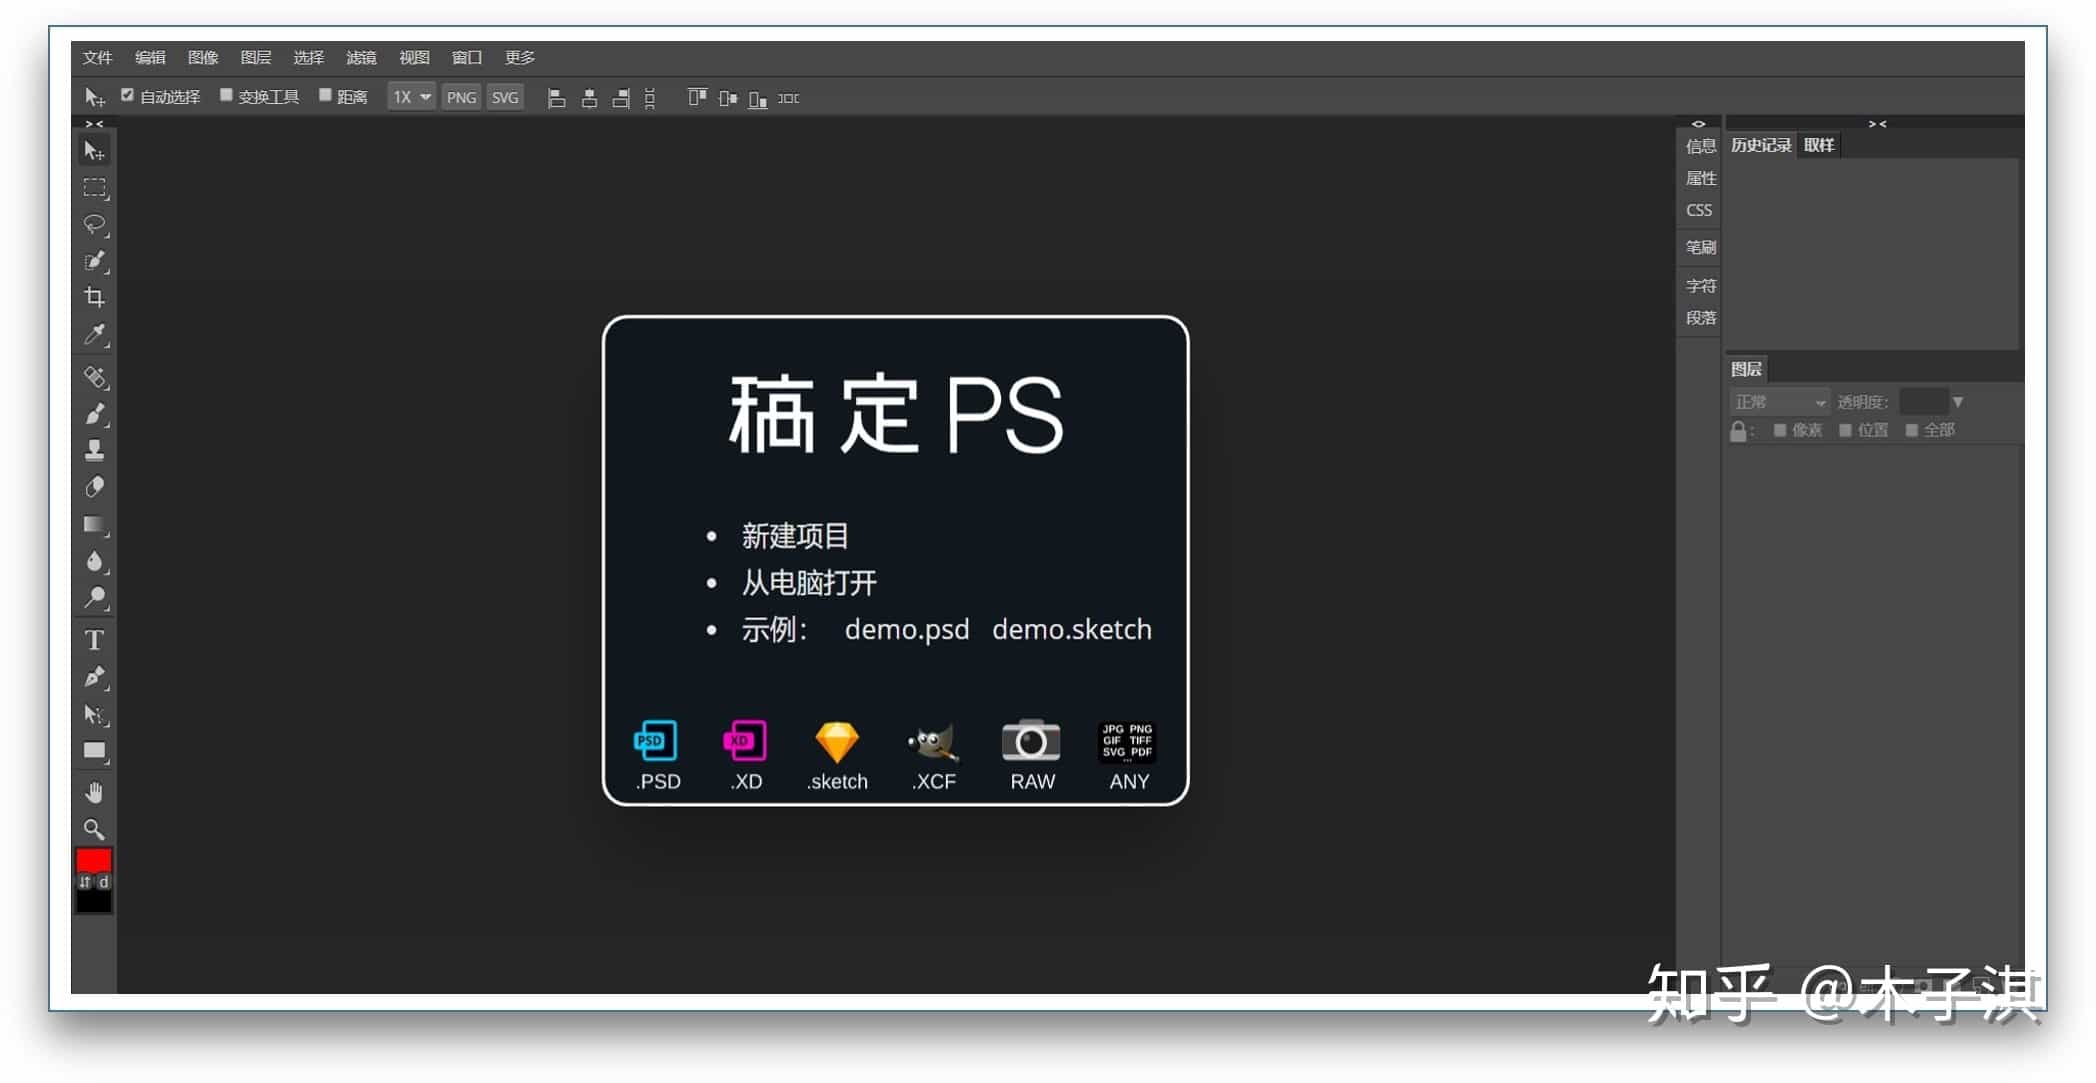 文件 编辑 图像 图层 选择 滤镜 视图 窗口 更多
自动选择 变换工具 距离 1X PNG SVG
信息
属性
CSS
笔刷
字符
段落
历史记录 取样
图层
正常 透明度:
像素 位置 全部
稿定PS
新建项目
从电脑打开
示例： demo.psd demo.sketch
PSD XD JPG PNG
GIF TIFF
SVG PDF
...
.PSD .XD .sketch .XCF RAW ANY
d
知乎 @木子淇